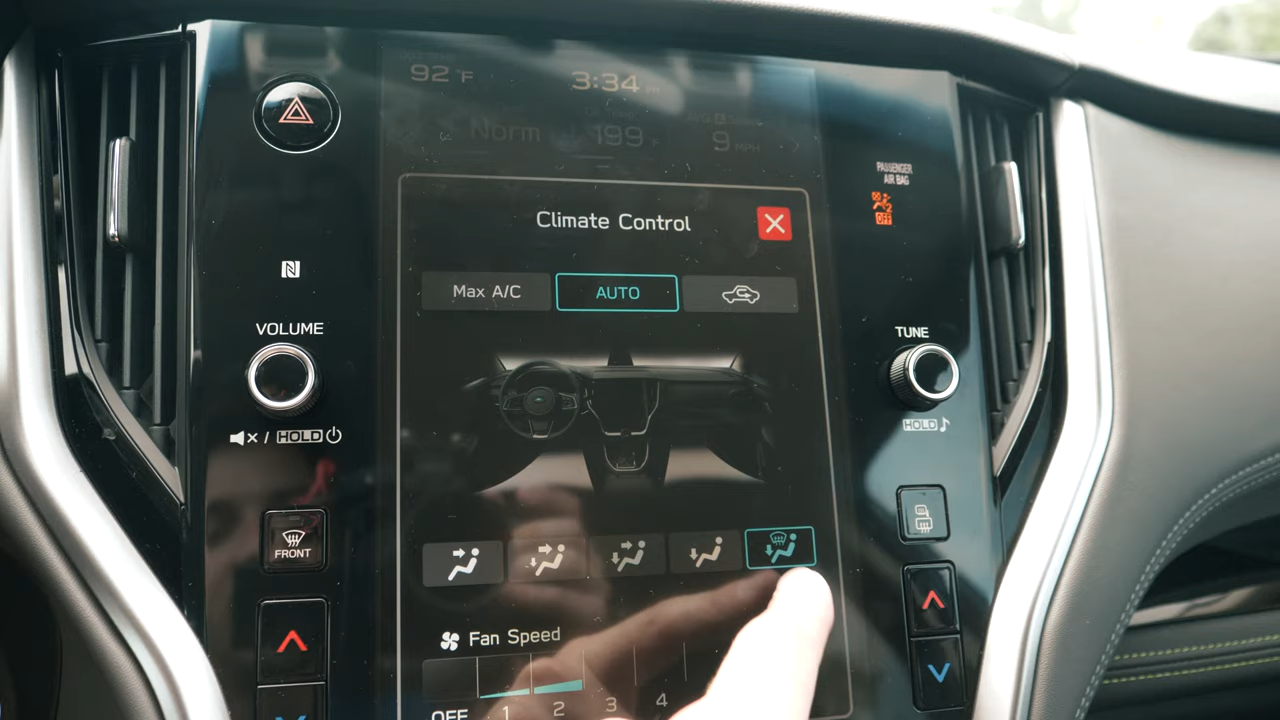 92°F
3:34
Norm
199 F
9 MPH
PASSENGER
AIR BAG
OFF
Climate Control
Max A/C
AUTO
VOLUME
TUNE
/ HOLD
HOLD
FRONT
Fan Speed
OFF 1 2 3 4